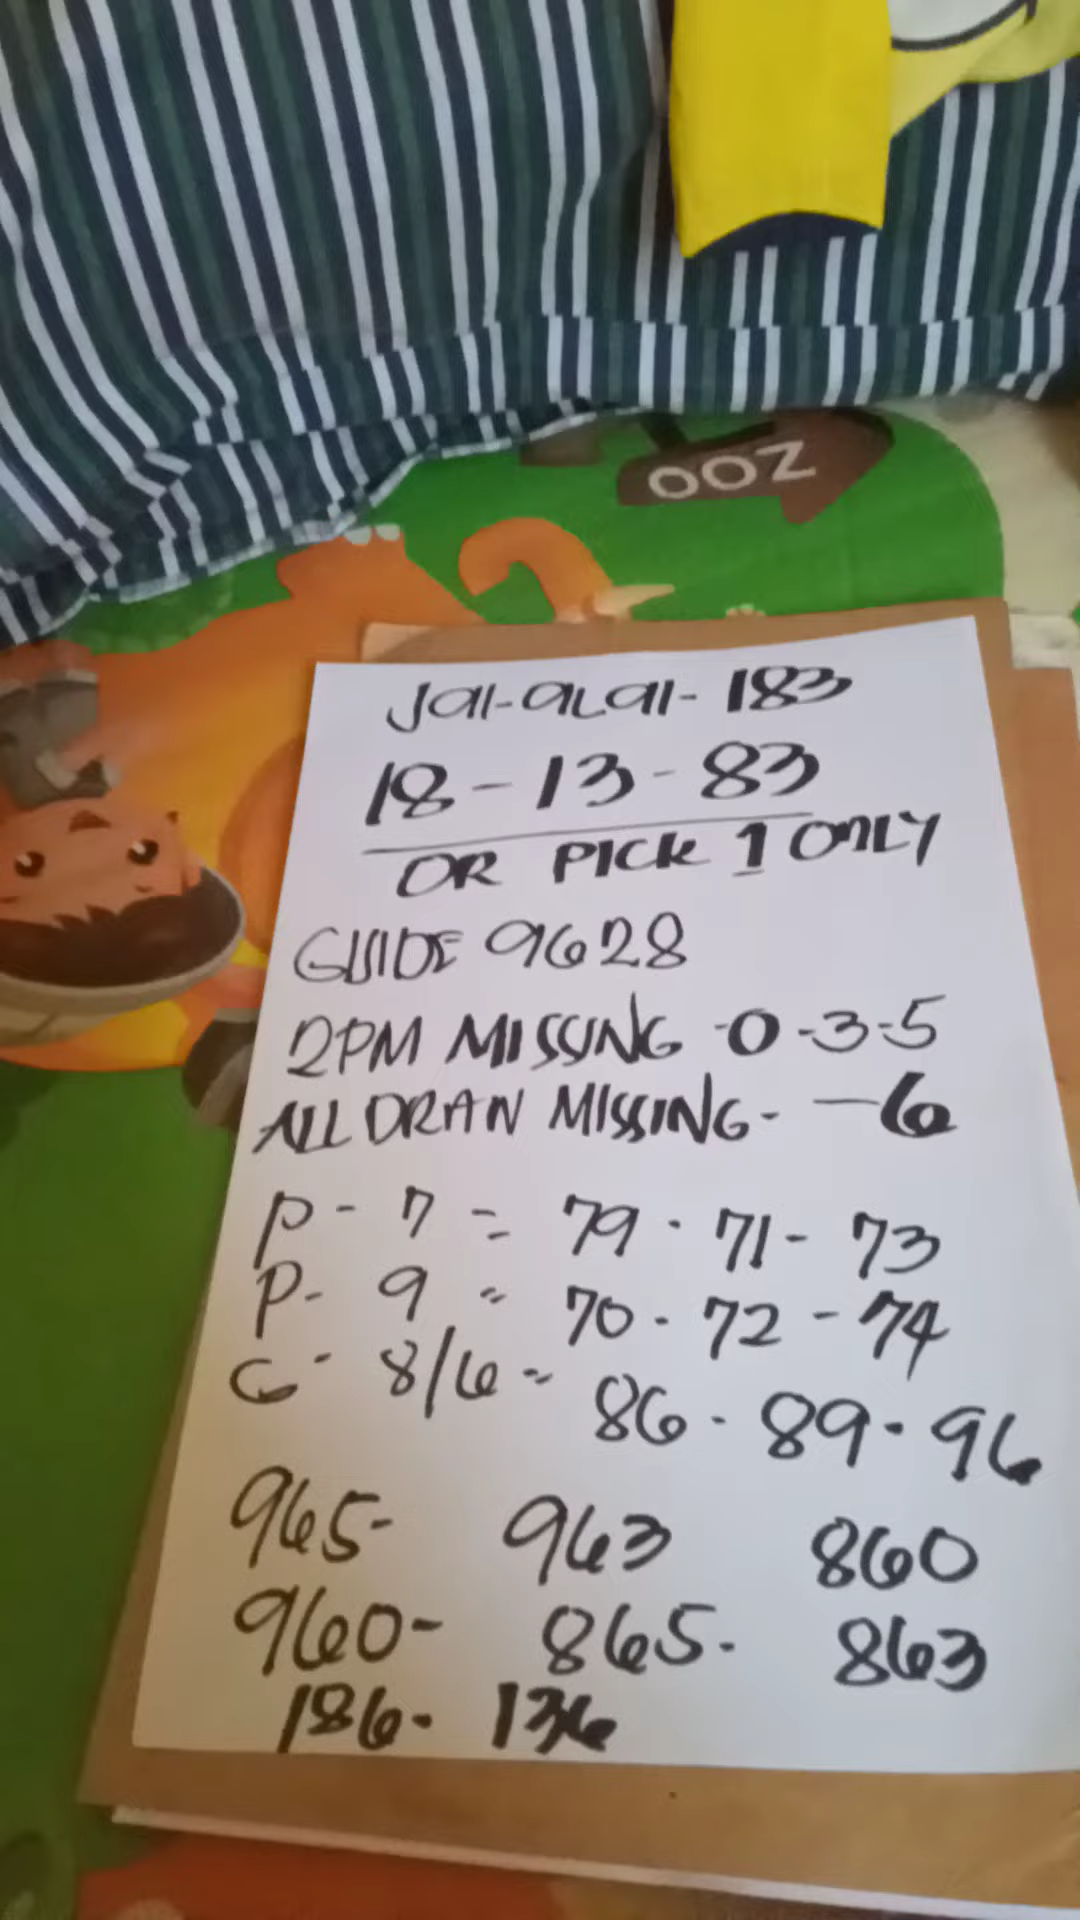 ZOO
Jai-aLai- 183
18 - 13 - 83
OR PICK 1 ONLY
GUIDE 9628
2PM MISSING -0 -3-5
ALL DRAN MISSING- -6
P - 7 = 79 - 71 - 73
P- 9 = 70 - 72 - 74
C - 8/6 = 86 - 89 - 96
965- 963 860
960- 865- 863
186- 136